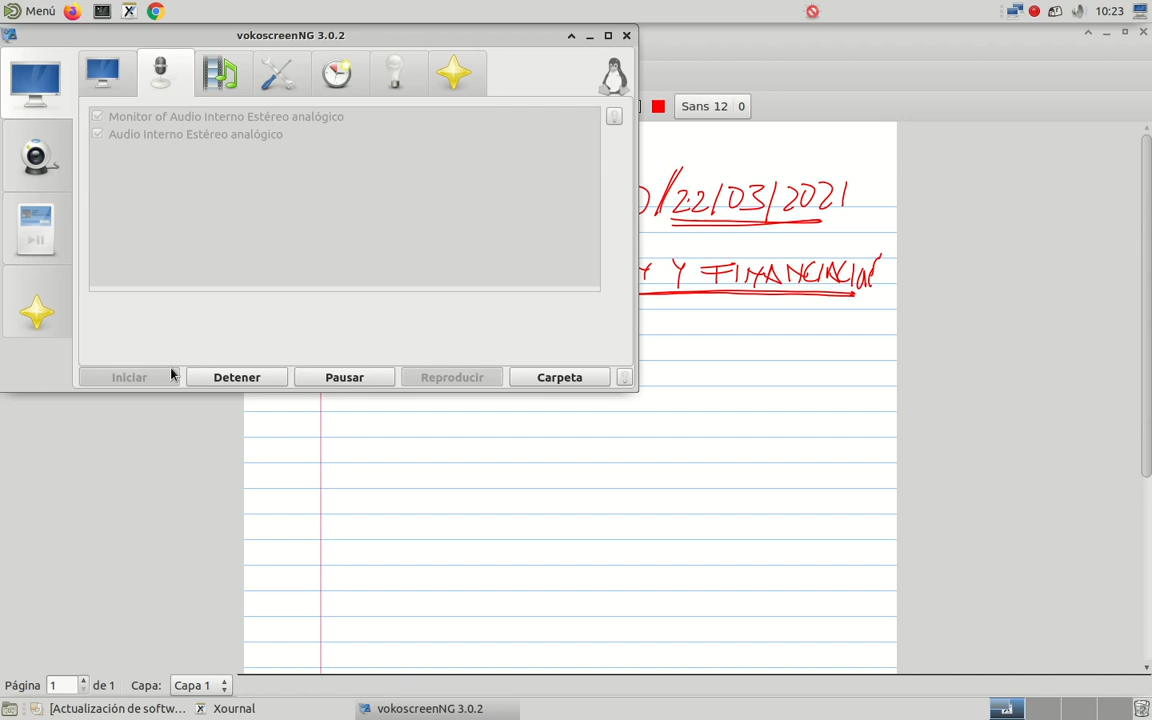 Menú
10:23
vokoscreenNG 3.0.2
Sans 12
Monitor of Audio Interno Estéreo analógico
Audio Interno Estéreo analógico
22/03/2021
Y FINANCIACIÓN
Iniciar
Detener
Pausar
Reproducir
Carpeta
Página 1 de 1 Capa: Capa 1
[Actualización de softw...
Xournal
vokoscreenNG 3.0.2